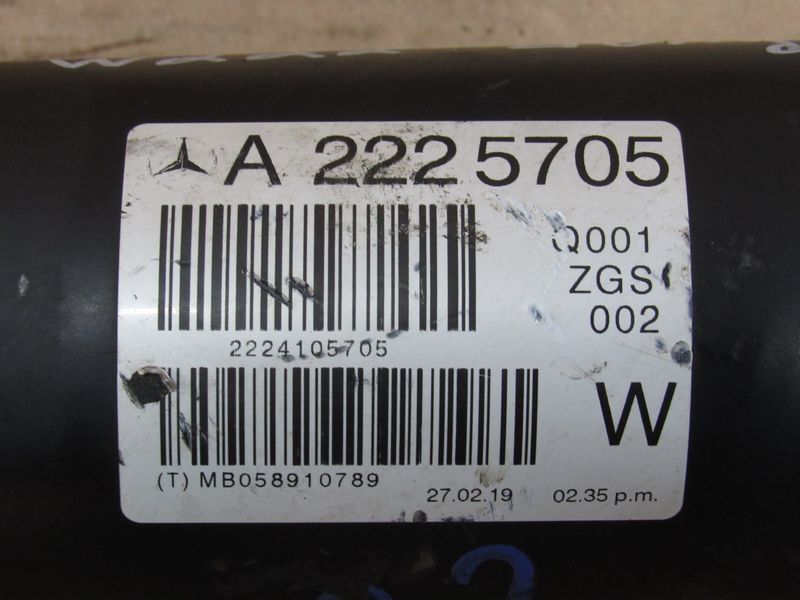 A 222 5705
Q001
ZGS
002
2224105705
W
(T) MB058910789
27.02.19 02.35 p.m.